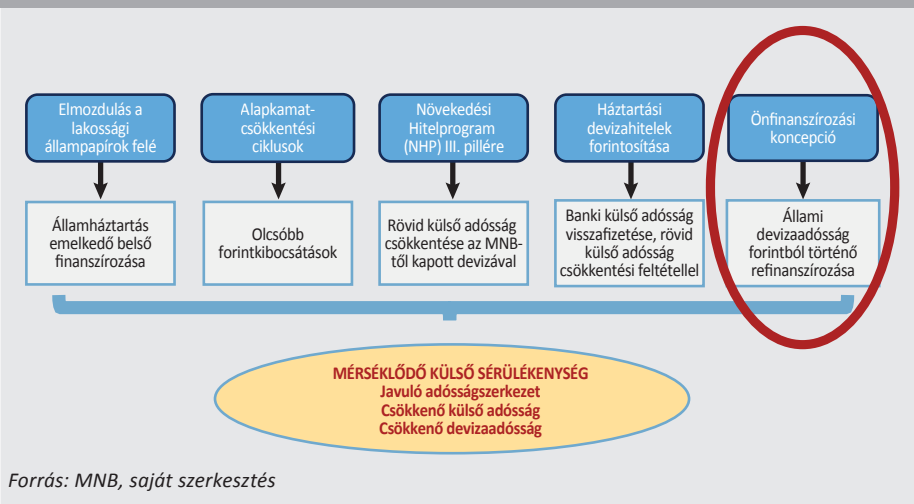 Elmozdulás a
lakossági
állampapírok felé
Alapkamat-
csökkentési
ciklusok
Növekedési
Hitelprogram
(NHP) III. pillére
Háztartási
devizahitelek
forintosítása
Önfinanszírozási
koncepció
Államháztartás
emelkedő belső
finanszírozása
Olcsóbb
forintkibocsátások
Rövid külső adósság
csökkentése az MNB-
től kapott devizával
Banki külső adósság
visszafizetése, rövid
külső adósság
csökkentési feltétellel
Állami
devizaadósság
forintból történő
refinanszírozása
MÉRSÉKLŐDŐ KÜLSŐ SÉRÜLÉKENYSÉG
Javuló adósságszerkezet
Csökkenő külső adósság
Csökkenő devizaadósság
Forrás: MNB, saját szerkesztés